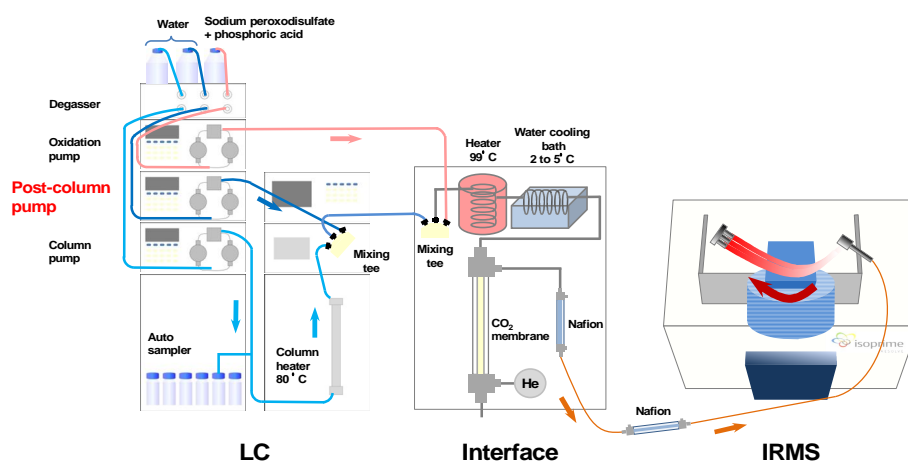 Water
Sodium peroxodisulfate
+ phosphoric acid
Degasser
Oxidation
pump
Post-column
pump
Column
pump
Mixing
tee
Auto
sampler
Column
heater
80°C
Heater
99°C
Water cooling
bath
2 to 5°C
Mixing
tee
CO₂
membrane
Nafion
He
Nafion
isoprime
LC
Interface
IRMS